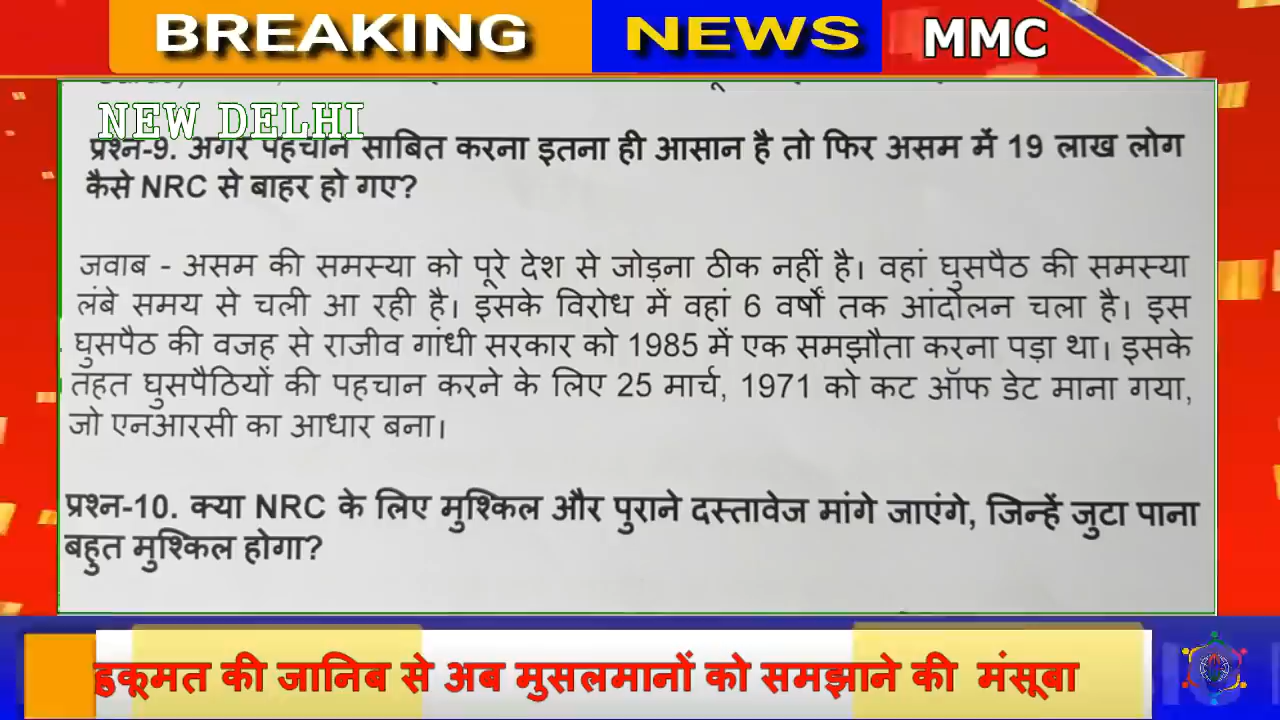 BREAKING NEWS MMC
NEW DELHI
प्रश्न-9. अगर पहचान साबित करना इतना ही आसान है तो फिर असम में 19 लाख लोग
कैसे NRC से बाहर हो गए?
जवाब - असम की समस्या को पूरे देश से जोड़ना ठीक नहीं है। वहां घुसपैठ की समस्या
लंबे समय से चली आ रही है। इसके विरोध में वहां 6 वर्षों तक आंदोलन चला है। इस
घुसपैठ की वजह से राजीव गांधी सरकार को 1985 में एक समझौता करना पड़ा था। इसके
तहत घुसपैठियों की पहचान करने के लिए 25 मार्च, 1971 को कट ऑफ डेट माना गया,
जो एनआरसी का आधार बना।
प्रश्न-10. क्या NRC के लिए मुश्किल और पुराने दस्तावेज मांगे जाएंगे, जिन्हें जुटा पाना
बहुत मुश्किल होगा?
हकूमत की जानिब से अब मुसलमानों को समझाने की मंसूबा